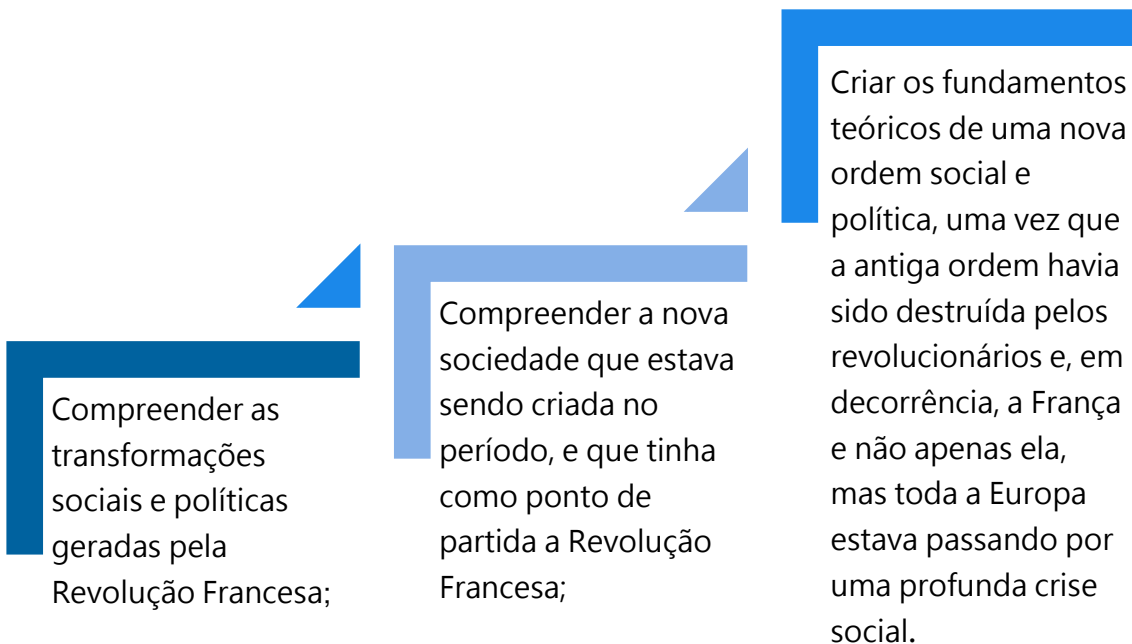 Compreender as
transformações
sociais e políticas
geradas pela
Revolução Francesa;
Compreender a nova
sociedade que estava
sendo criada no
período, e que tinha
como ponto de
partida a Revolução
Francesa;
Criar os fundamentos
teóricos de uma nova
ordem social e
política, uma vez que
a antiga ordem havia
sido destruída pelos
revolucionários e, em
decorrência, a França
e não apenas ela,
mas toda a Europa
estava passando por
uma profunda crise
social.